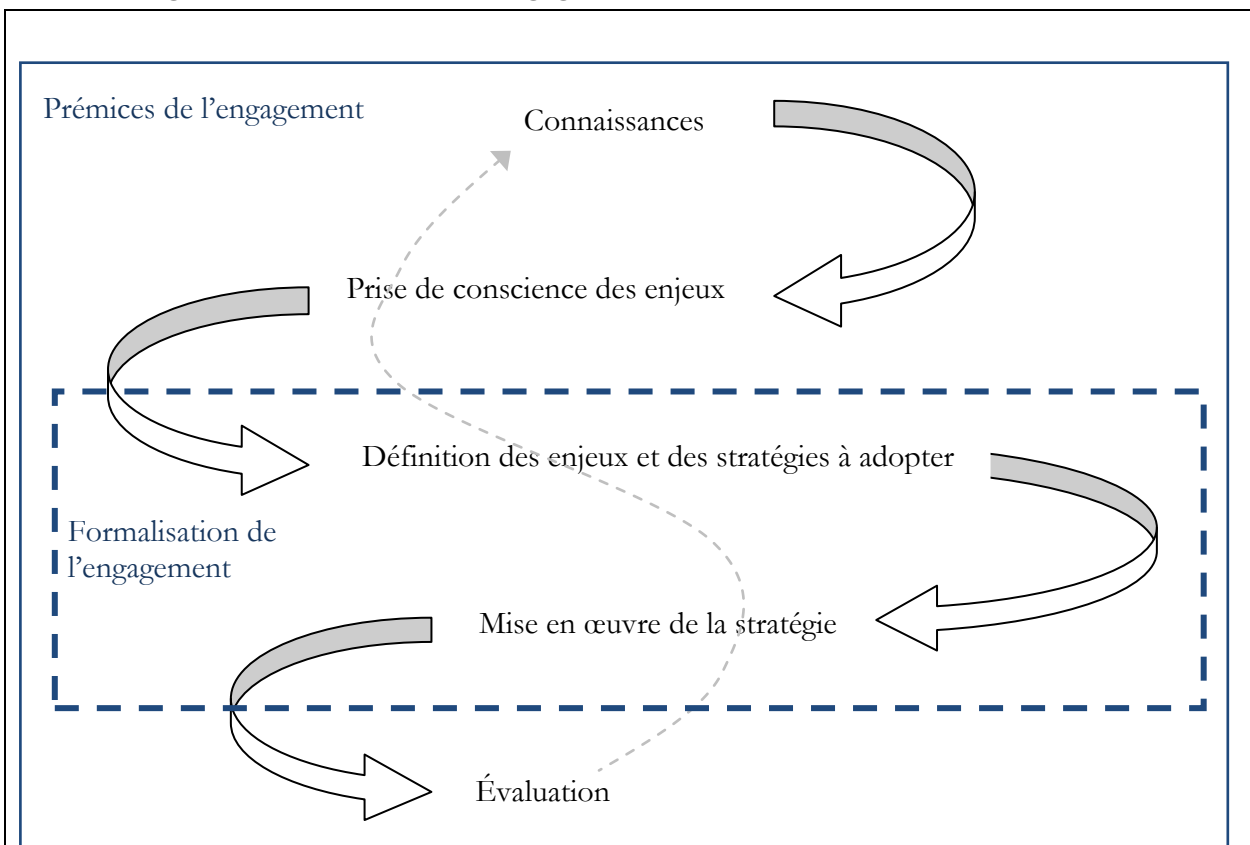 Prémices de l’engagement
Connaissances
Prise de conscience des enjeux
Définition des enjeux et des stratégies à adopter
Formalisation de
l’engagement
Mise en œuvre de la stratégie
Évaluation